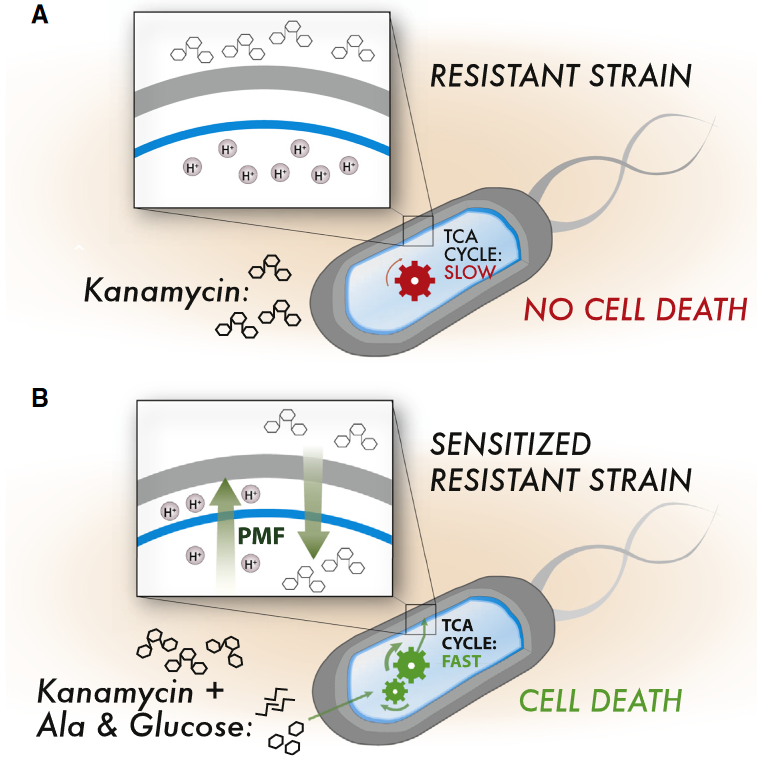 A
RESISTANT STRAIN
H⁺
H⁺
H⁺
H⁺
H⁺
H⁺
H⁺
TCA
CYCLE:
SLOW
Kanamycin:
NO CELL DEATH
B
SENSITIZED
RESISTANT STRAIN
H⁺
H⁺
H⁺
PMF
H⁺
H⁺
TCA
CYCLE:
FAST
Kanamycin +
Ala & Glucose:
CELL DEATH